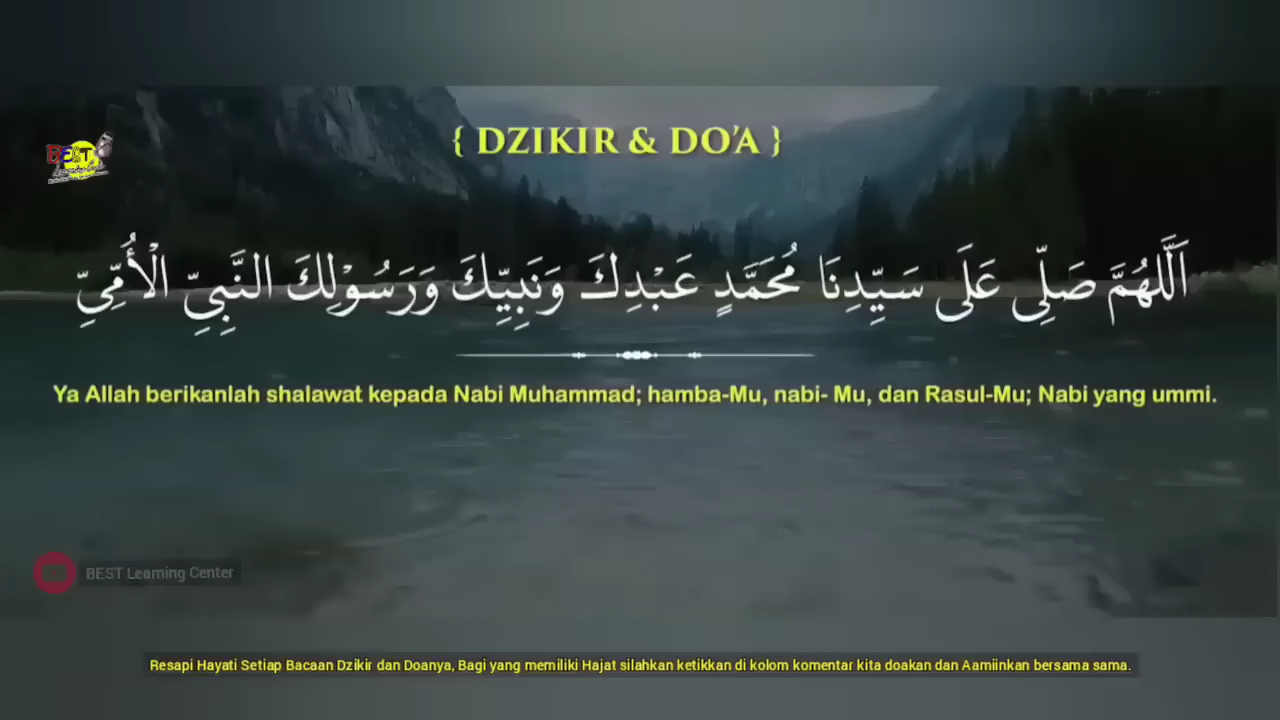 BEST
{ DZIKIR & DO'A }
اَللّٰهُمَّ صَلِّى عَلَى سَيِّدِنَا مُحَمَّدٍ عَبْدِكَ وَنَبِيِّكَ وَرَسُوْلِكَ النَّبِيِّ الْأُمِّيِّ
Ya Allah berikanlah shalawat kepada Nabi Muhammad; hamba-Mu, nabi- Mu, dan Rasul-Mu; Nabi yang ummi.
BEST Learning Center
Resapi Hayati Setiap Bacaan Dzikir dan Doanya, Bagi yang memiliki Hajat silahkan ketikkan di kolom komentar kita doakan dan Aamiinkan bersama sama.